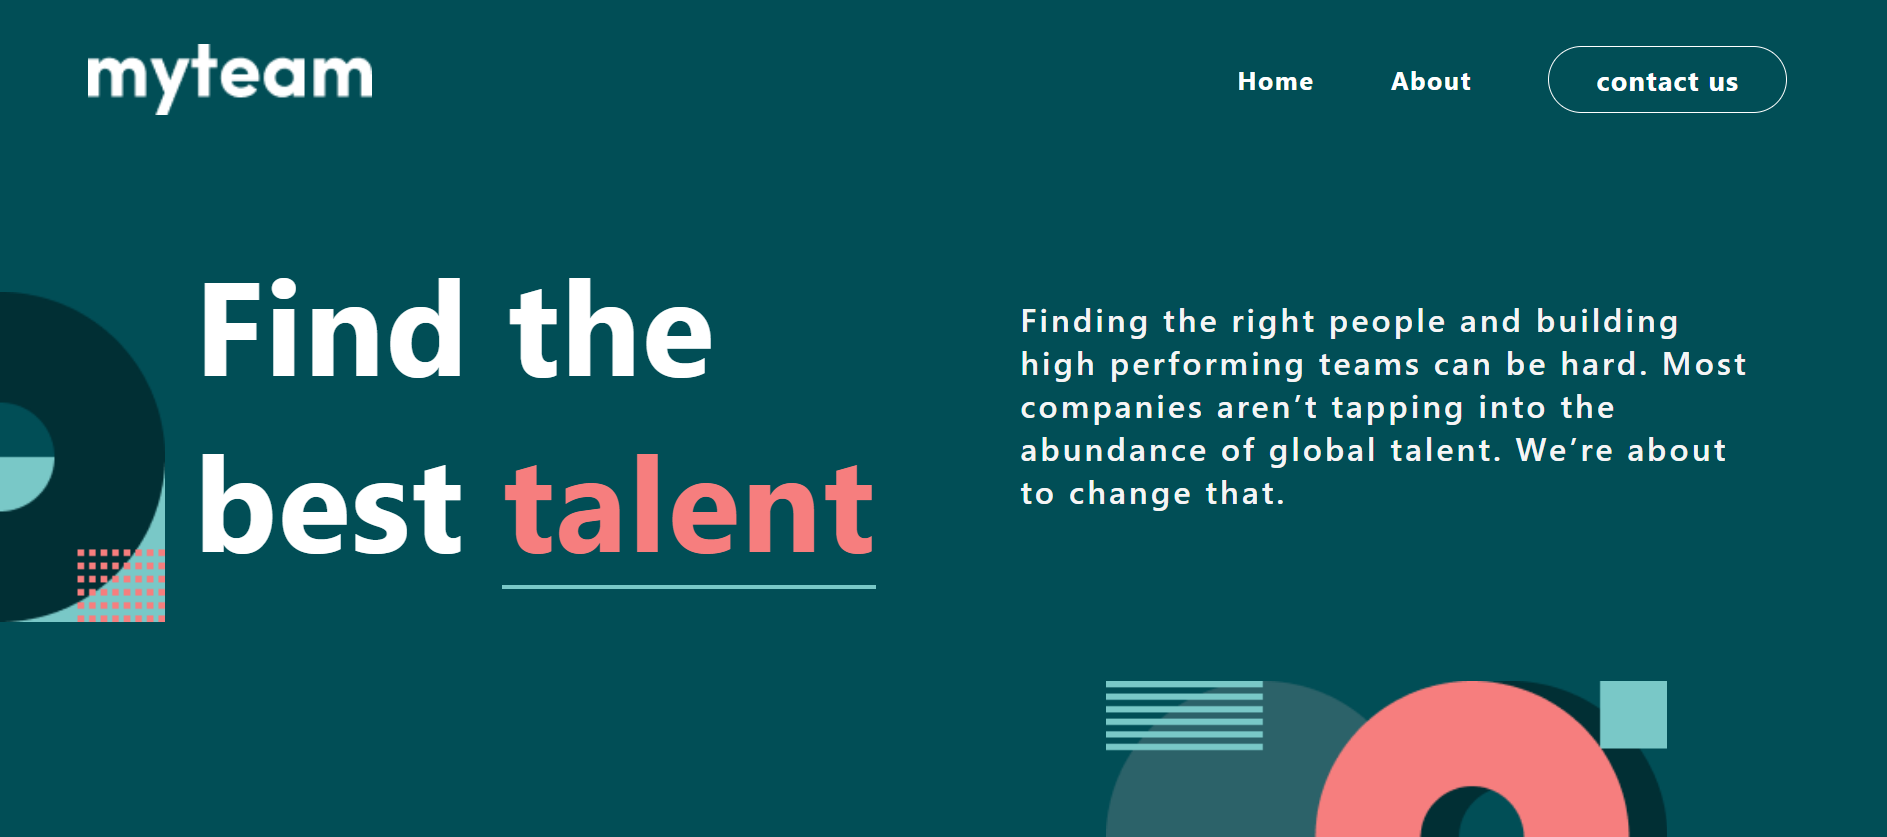 myteam
Home About contact us
Find the
best talent
Finding the right people and building
high performing teams can be hard. Most
companies aren’t tapping into the
abundance of global talent. We’re about
to change that.